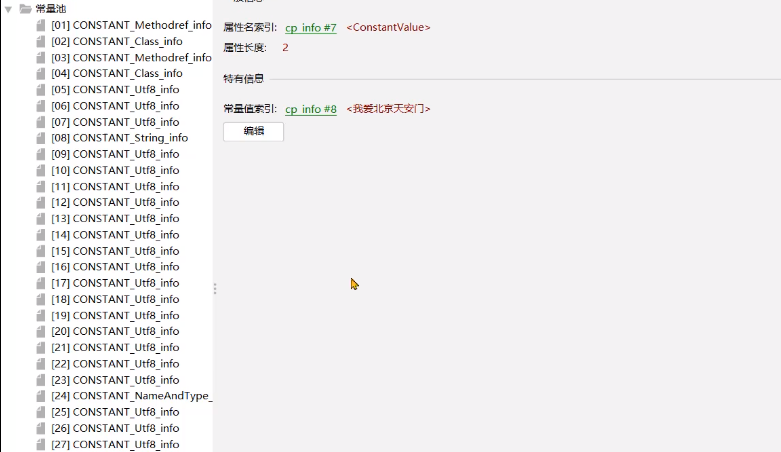 常量池
[01] CONSTANT_Methodref_info
[02] CONSTANT_Class_info
[03] CONSTANT_Methodref_info
[04] CONSTANT_Class_info
[05] CONSTANT_Utf8_info
[06] CONSTANT_Utf8_info
[07] CONSTANT_Utf8_info
[08] CONSTANT_String_info
[09] CONSTANT_Utf8_info
[10] CONSTANT_Utf8_info
[11] CONSTANT_Utf8_info
[12] CONSTANT_Utf8_info
[13] CONSTANT_Utf8_info
[14] CONSTANT_Utf8_info
[15] CONSTANT_Utf8_info
[16] CONSTANT_Utf8_info
[17] CONSTANT_Utf8_info
[18] CONSTANT_Utf8_info
[19] CONSTANT_Utf8_info
[20] CONSTANT_Utf8_info
[21] CONSTANT_Utf8_info
[22] CONSTANT_Utf8_info
[23] CONSTANT_Utf8_info
[24] CONSTANT_NameAndType_
[25] CONSTANT_Utf8_info
[26] CONSTANT_Utf8_info
[27] CONSTANT_Utf8_info
属性名索引: cp_info #7 <ConstantValue>
属性长度: 2
特有信息
常量值索引: cp_info #8 <我爱北京天安门>
编辑